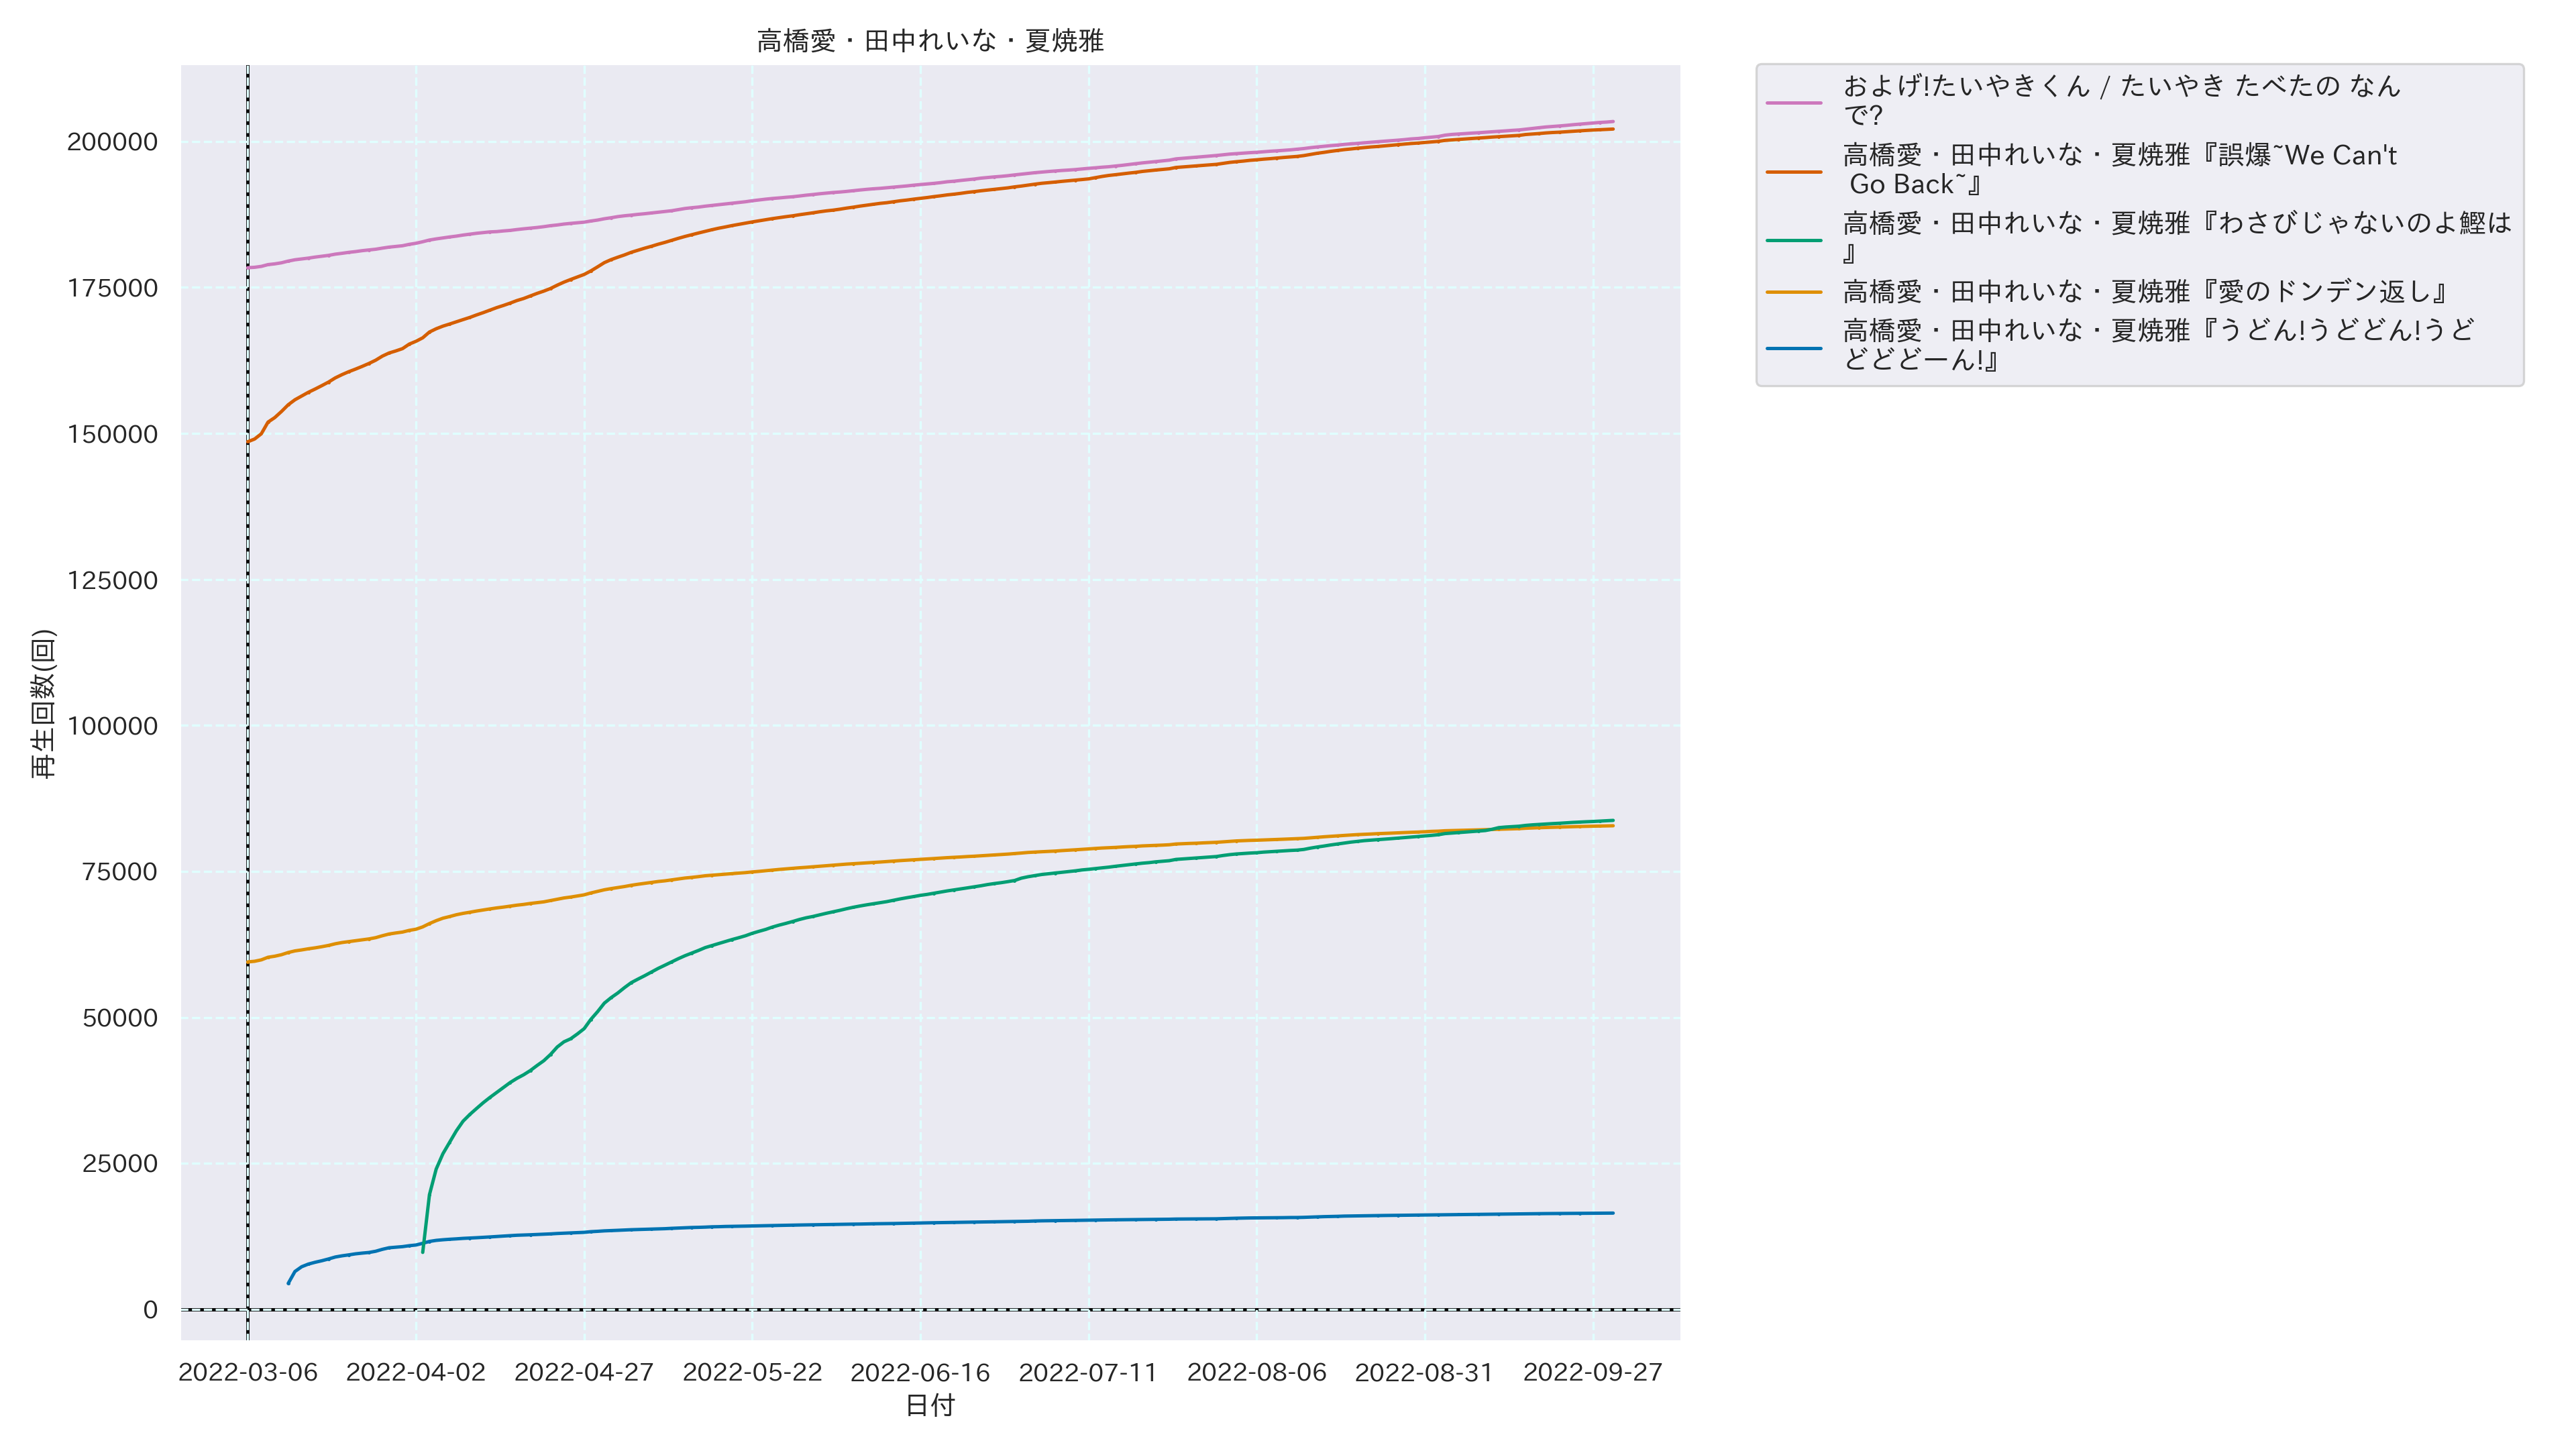 高橋愛・田中れいな・夏焼雅
再生回数(回)
200000
175000
150000
125000
100000
75000
50000
25000
0
2022-03-06 2022-04-02 2022-04-27 2022-05-22 2022-06-16 2022-07-11 2022-08-06 2022-08-31 2022-09-27
日付
およげ!たいやきくん / たいやき たべたの なん
で?
高橋愛・田中れいな・夏焼雅『誤爆~We Can't
Go Back~』
高橋愛・田中れいな・夏焼雅『わさびじゃないのよ鰹は
』
高橋愛・田中れいな・夏焼雅『愛のドンデン返し』
高橋愛・田中れいな・夏焼雅『うどん!うどどん!うど
どどどーん!』